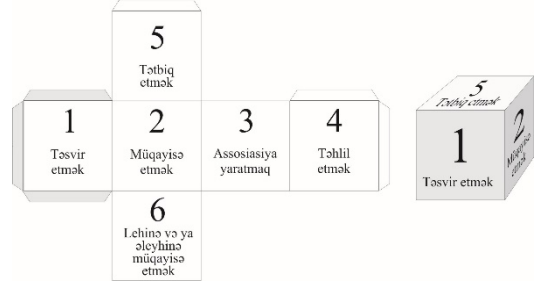 5
Tətbiq
etmək
1
Təsvir
etmək
2
Müqayisə
etmək
3
Assosiasiya
yaratmaq
4
Təhlil
etmək
6
Lehinə və ya
əleyhinə
müqayisə
etmək
5
Tətbiq etmək
1
Təsvir etmək
2
Müqayisə
etmək